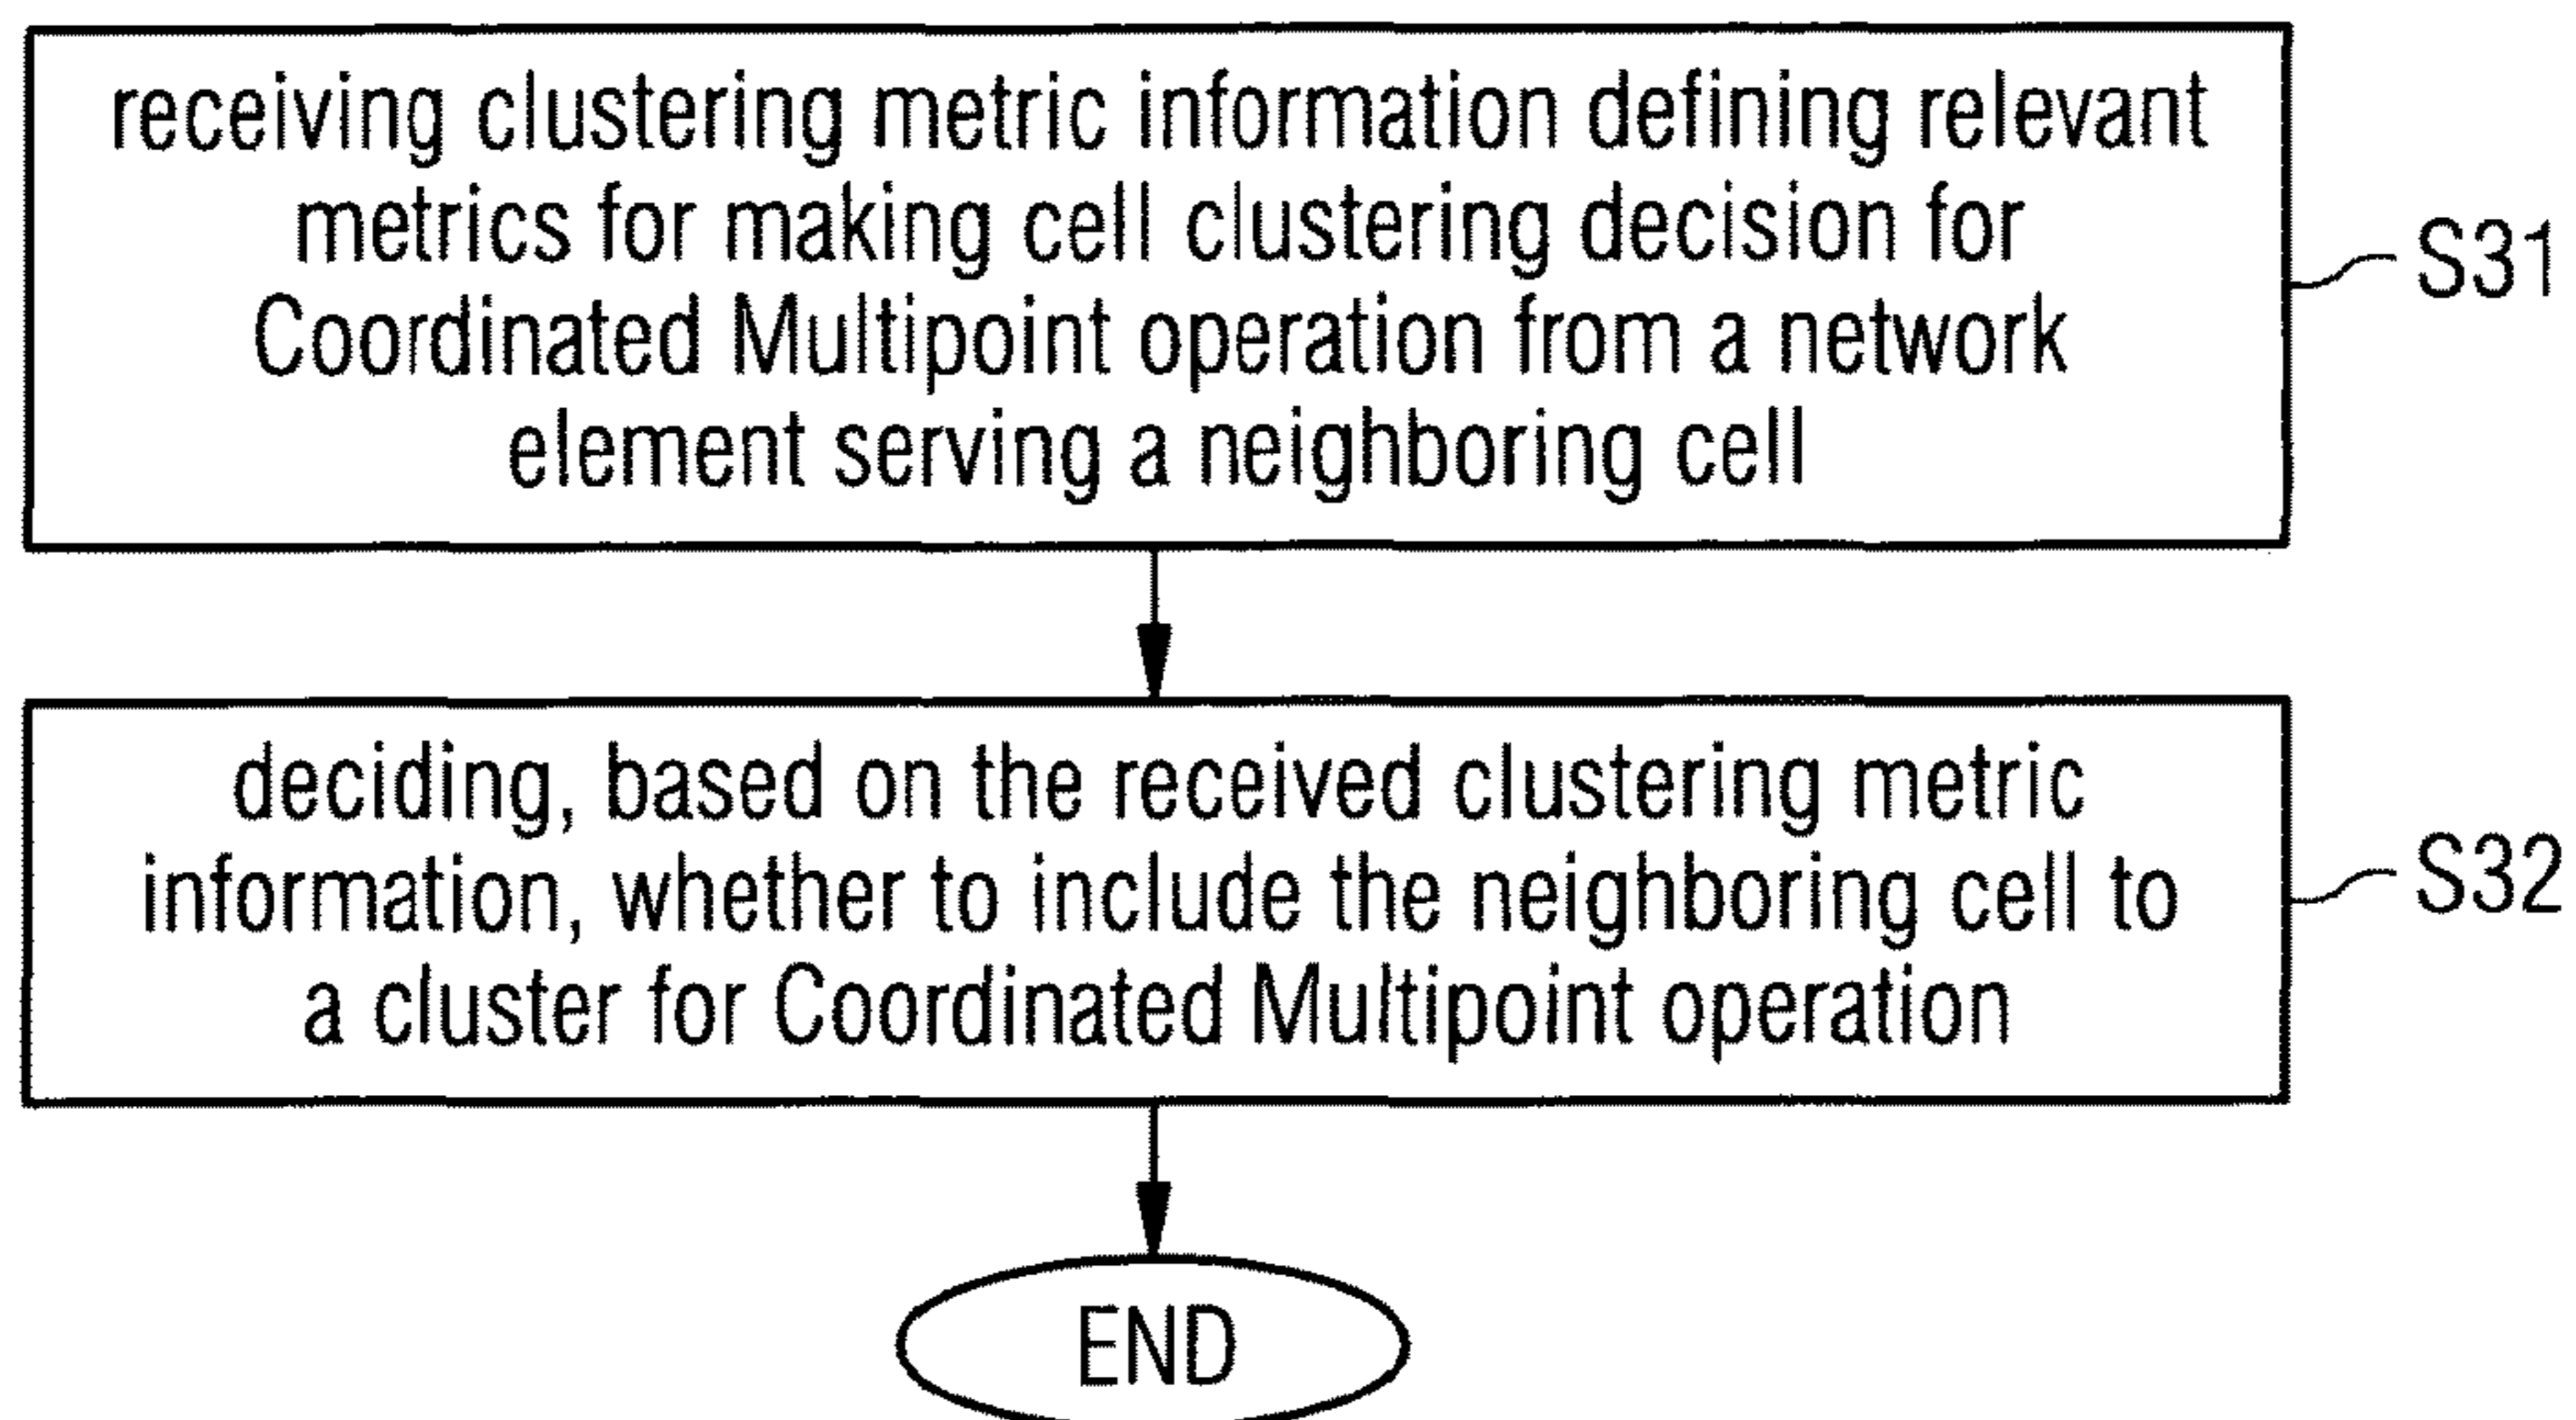 receiving clustering metric information defining relevant
metrics for making cell clustering decision for
Coordinated Multipoint operation from a network
element serving a neighboring cell
S31
deciding, based on the received clustering metric
information, whether to include the neighboring cell to
a cluster for Coordinated Multipoint operation
S32
END